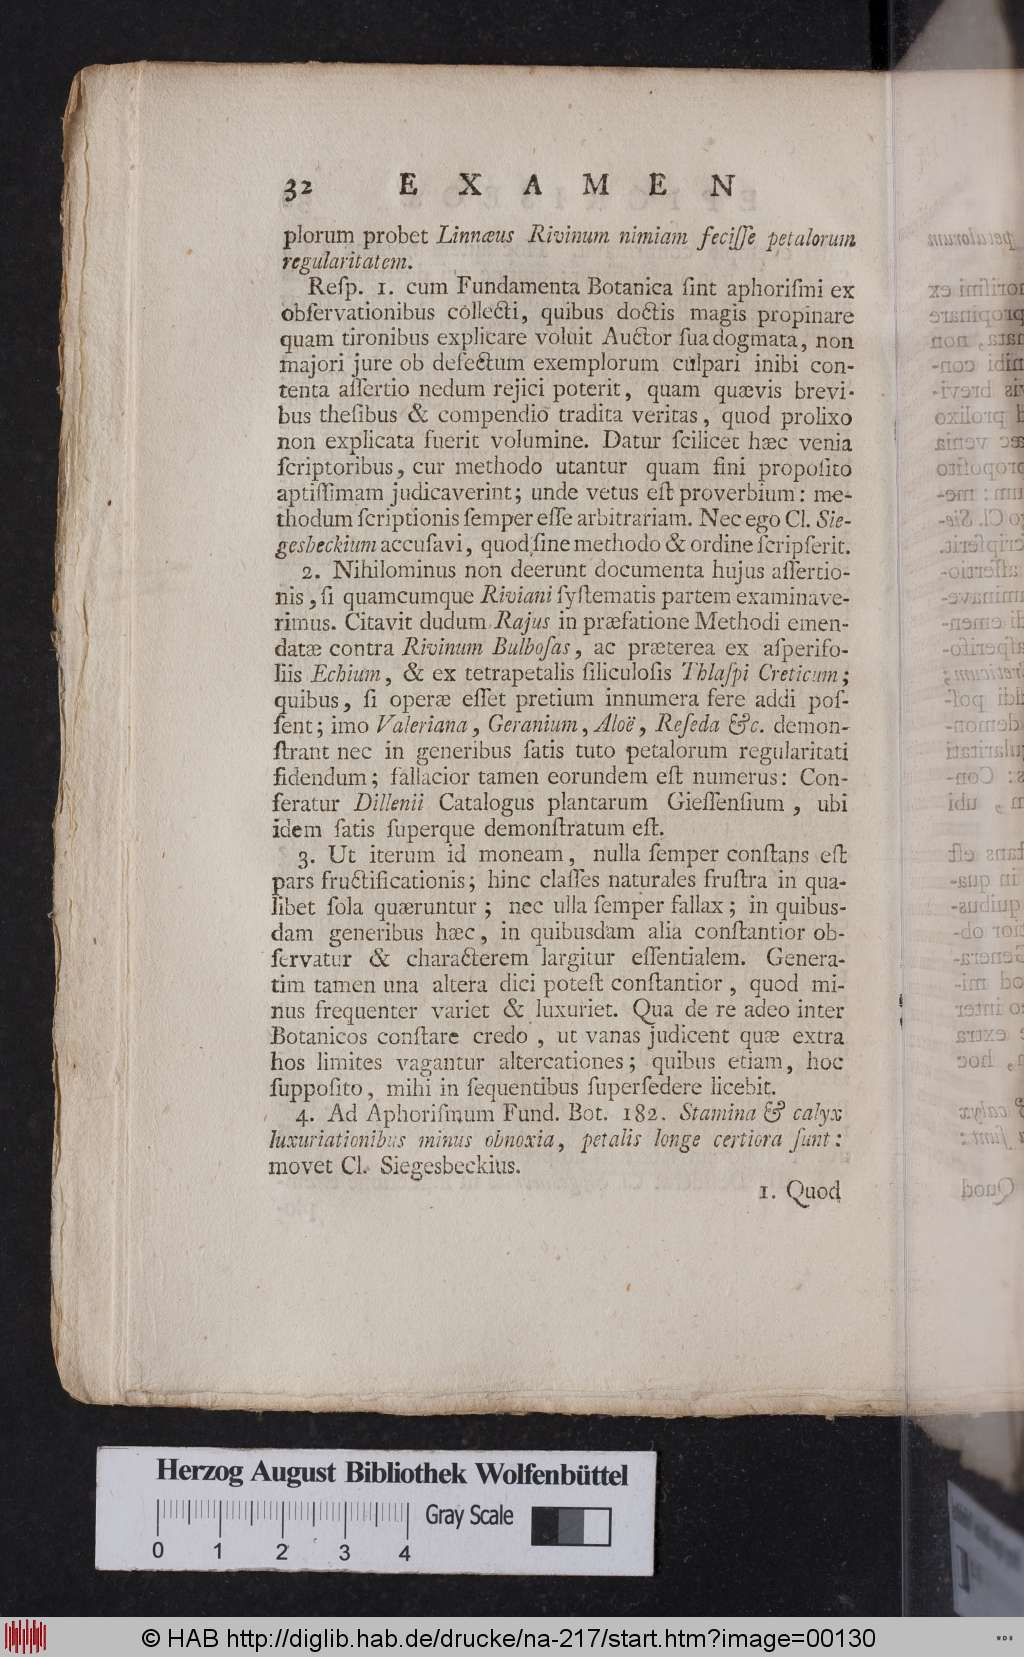 32 EXAMEN
plorum probet Linnæus Rivinum nimiam feciſſe petalorum
regularitatem.
Reſp. 1. cum Fundamenta Botanica ſint aphoriſmi ex
obſervationibus collecti, quibus doctis magis propinare
quam tironibus explicare voluit Auctor ſua dogmata, non
majori jure ob defectum exemplorum culpari inibi con-
tenta aſſertio nedum rejici poterit, quam quævis brevi-
bus theſibus & compendio tradita veritas, quod prolixo
non explicata fuerit volumine. Datur ſcilicet hæc venia
ſcriptoribus, cur methodo utantur quam fini propoſito
aptiſſimam judicaverint; unde vetus eſt proverbium: me-
thodum ſcriptionis ſemper eſſe arbitrariam. Nec ego Cl. Sie-
gesbeckium accuſavi, quod ſine methodo & ordine ſcripſerit.
2. Nihilominus non deerunt documenta hujus aſſertio-
nis, ſi quamcumque Riviani ſyſtematis partem examinave-
rimus. Citavit dudum Rajus in præfatione Methodi emen-
datæ contra Rivinum Bulboſas, ac præterea ex aſperifo-
liis Echium, & ex tetrapetalis ſiliculoſis Thlaſpi Creticum;
quibus, ſi operæ eſſet pretium innumera fere addi poſ-
ſent; imo Valeriana, Geranium, Aloë, Reſeda &c. demon-
ſtrant nec in generibus ſatis tuto petalorum regularitati
fidendum; fallacior tamen eorundem eſt numerus: Con-
feratur Dillenii Catalogus plantarum Gieſſenſium, ubi
idem ſatis ſuperque demonſtratum eſt.
3. Ut iterum id moneam, nulla ſemper conſtans eſt
pars fructificationis; hinc claſſes naturales fruſtra in qua-
libet ſola quæruntur; nec ulla ſemper fallax; in quibus-
dam generibus hæc, in quibusdam alia conſtantior ob-
ſervatur & characterem largitur eſſentialem. Genera-
tim tamen una altera dici poteſt conſtantior, quod mi-
nus frequenter variet & luxuriet. Qua de re adeo inter
Botanicos conſtare credo, ut vanas judicent quæ extra
hos limites vagantur altercationes; quibus etiam, hoc
ſuppoſito, mihi in ſequentibus ſuperſedere licebit.
4. Ad Aphoriſmum Fund. Bot. 182. Stamina & calyx
luxuriationibus minus obnoxia, petalis longe certiora ſunt:
movet Cl. Siegesbeckius.
1. Quod
Herzog August Bibliothek Wolfenbüttel
Gray Scale
0 1 2 3 4
© HAB http://diglib.hab.de/drucke/na-217/start.htm?image=00130